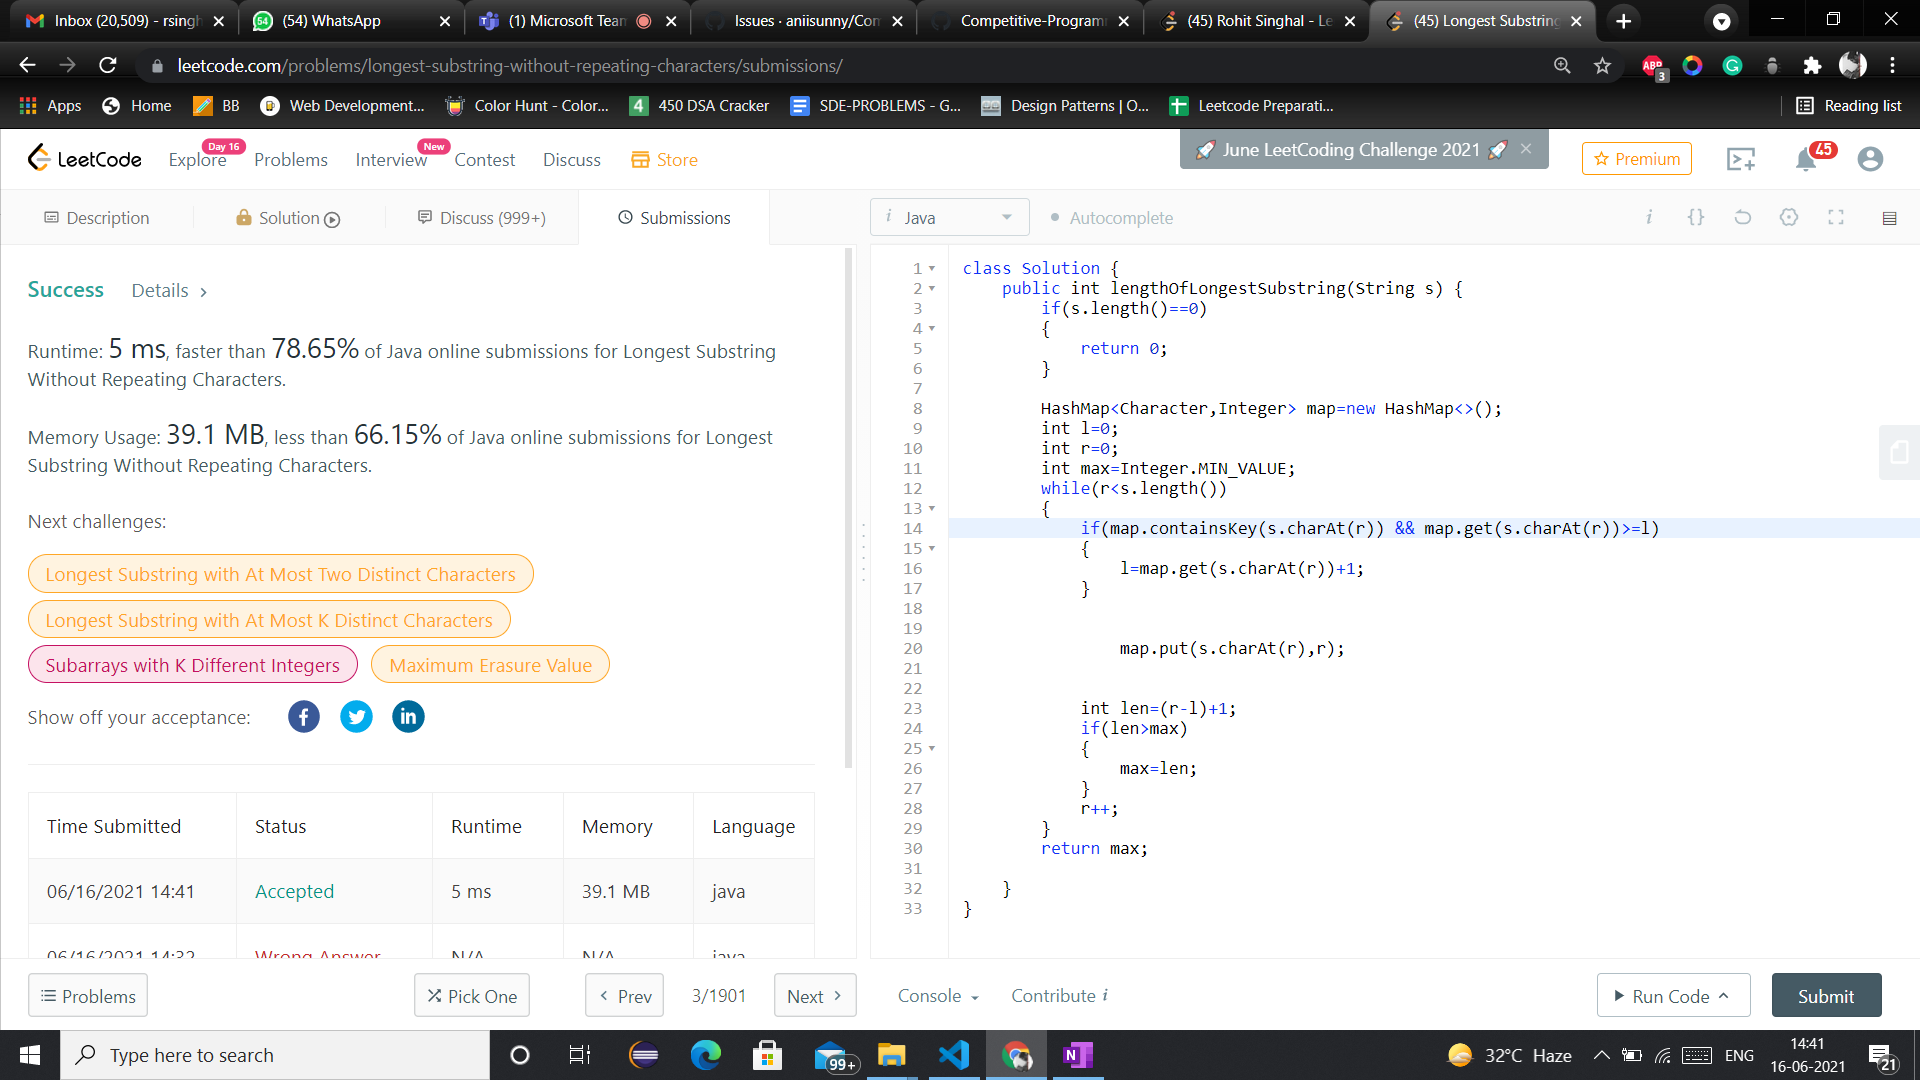 Inbox (20,509) - rsingh
(54) WhatsApp
(1) Microsoft Team
Issues · aniisunny/Com
Competitive-Programm
(45) Rohit Singhal - Le
(45) Longest Substring
leetcode.com/problems/longest-substring-without-repeating-characters/submissions/
ABP
3
Apps
Home
BB
Web Development...
Color Hunt - Color...
450 DSA Cracker
SDE-PROBLEMS - G...
Design Patterns | O...
Leetcode Preparati...
Reading list
LeetCode
Explore
Day 16
Problems
Interview
New
Contest
Discuss
Store
June LeetCoding Challenge 2021
Premium
45
Description
Solution
Discuss (999+)
Submissions
i Java
Autocomplete
Success
Details
Runtime: 5 ms, faster than 78.65% of Java online submissions for Longest Substring
Without Repeating Characters.
Memory Usage: 39.1 MB, less than 66.15% of Java online submissions for Longest
Substring Without Repeating Characters.
Next challenges:
Longest Substring with At Most Two Distinct Characters
Longest Substring with At Most K Distinct Characters
Subarrays with K Different Integers
Maximum Erasure Value
Show off your acceptance:
Time Submitted Status Runtime Memory Language
06/16/2021 14:41 Accepted 5 ms 39.1 MB java
06/16/2021 14:32 Wrong Answer N/A N/A java
1 class Solution {
2 public int lengthOfLongestSubstring(String s) {
3 if(s.length()==0)
4 {
5 return 0;
6 }
7
8 HashMap<Character,Integer> map=new HashMap<>();
9 int l=0;
10 int r=0;
11 int max=Integer.MIN_VALUE;
12 while(r<s.length())
13 {
14 if(map.containsKey(s.charAt(r)) && map.get(s.charAt(r))>=l)
15 {
16 l=map.get(s.charAt(r))+1;
17 }
18
19
20 map.put(s.charAt(r),r);
21
22
23 int len=(r-l)+1;
24 if(len>max)
25 {
26 max=len;
27 }
28 r++;
29 }
30 return max;
31
32 }
33 }
Problems
Pick One
Prev
3/1901
Next
Console
Contribute i
Run Code
Submit
Type here to search
99+
32°C Haze
ENG
14:41
16-06-2021
21